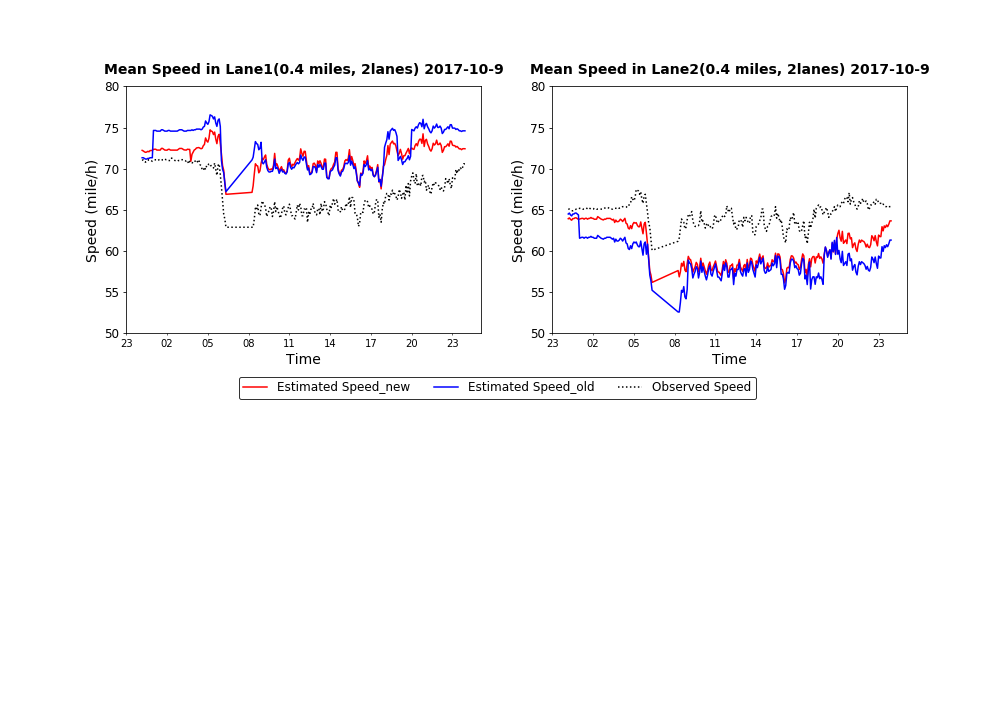 Mean Speed in Lane1(0.4 miles, 2lanes) 2017-10-9
80
75
70
65
60
55
50
Speed (mile/h)
23 02 05 08 11 14 17 20 23
Time
Mean Speed in Lane2(0.4 miles, 2lanes) 2017-10-9
80
75
70
65
60
55
50
Speed (mile/h)
23 02 05 08 11 14 17 20 23
Time
Estimated Speed_new Estimated Speed_old Observed Speed